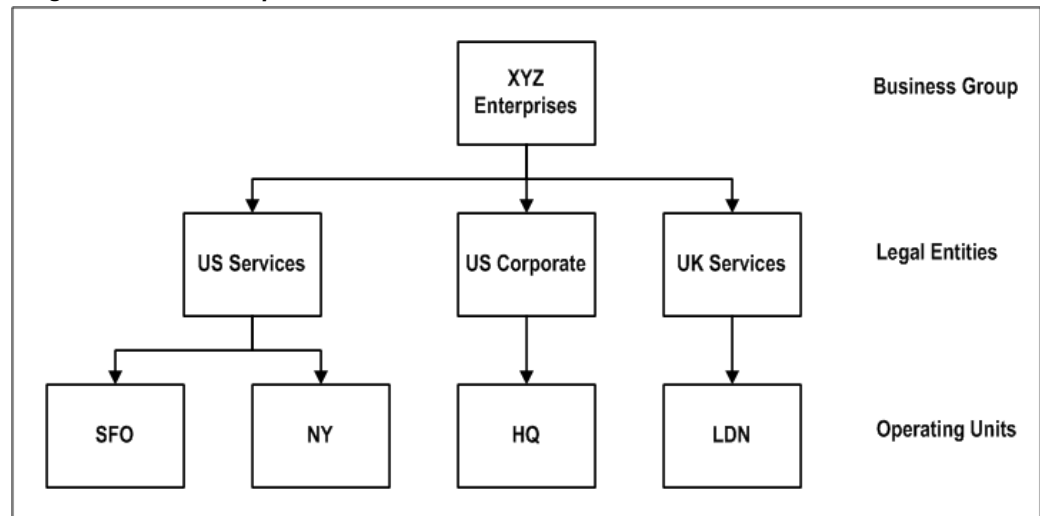 XYZ
Enterprises
Business Group
US Services
US Corporate
UK Services
Legal Entities
SFO
NY
HQ
LDN
Operating Units